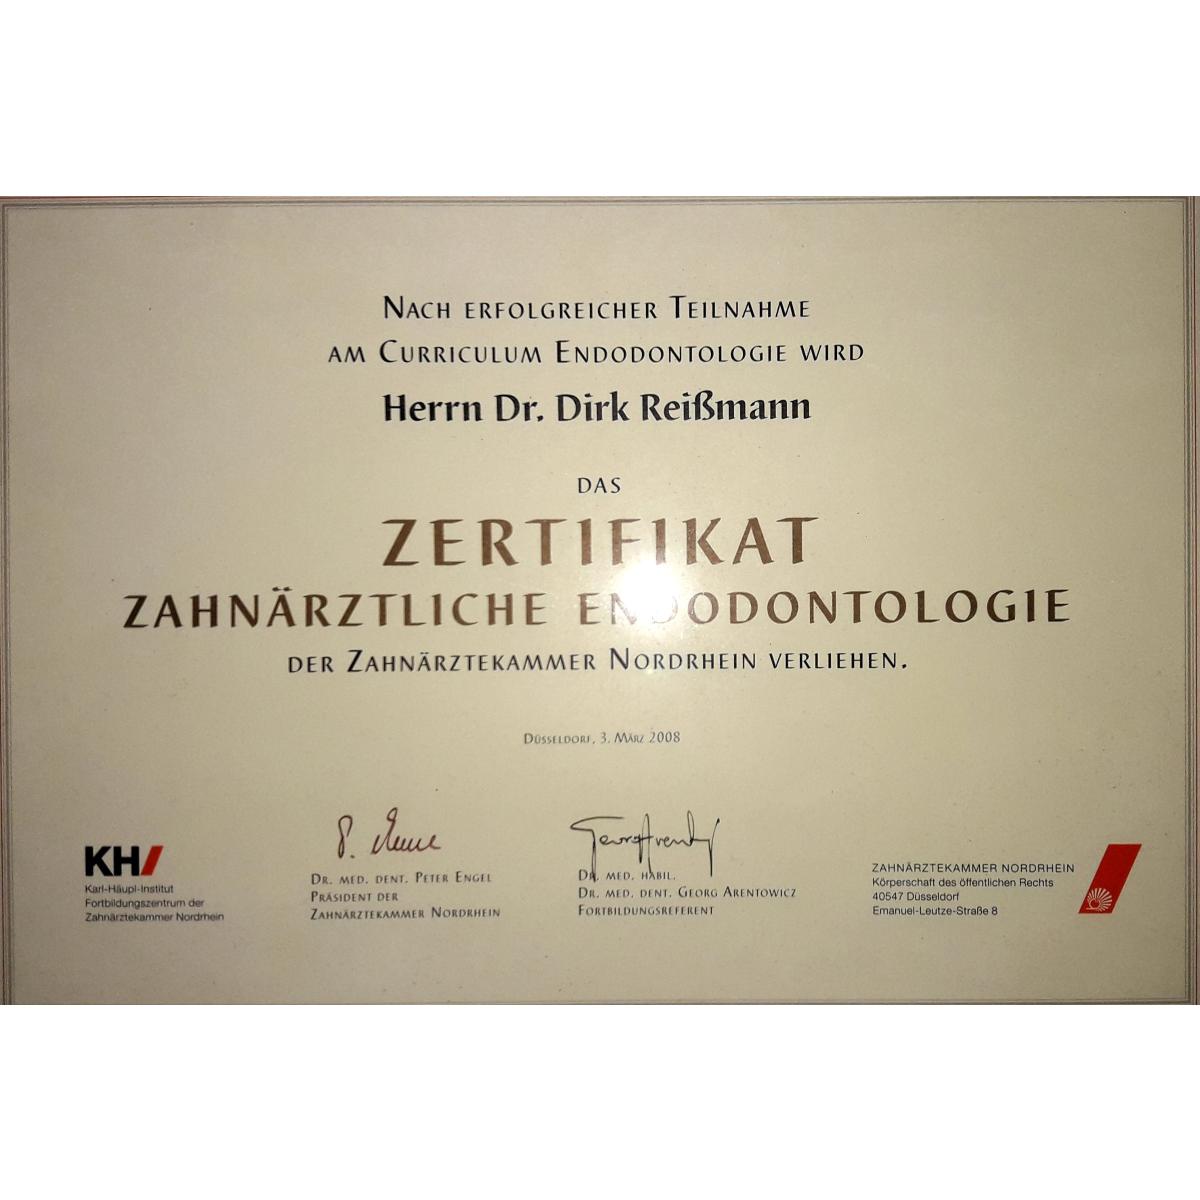 Nach erfolgreicher Teilnahme
am Curriculum Endodontologie wird
Herrn Dr. Dirk Reißmann
das
ZERTIFIKAT
ZAHNÄRZTLICHE ENDODONTOLOGIE
der Zahnärztekammer Nordrhein verliehen.
Düsseldorf, 3. März 2008
KH/
Karl-Häupl-Institut
Fortbildungszentrum der
Zahnärztekammer Nordrhein
Dr. med. dent. Peter Engel
Präsident der
Zahnärztekammer Nordrhein
Dr. med. habil.
Dr. med. dent. Georg Arentowicz
Fortbildungsreferent
ZAHNÄRZTEKAMMER NORDRHEIN
Körperschaft des öffentlichen Rechts
40547 Düsseldorf
Emanuel-Leutze-Straße 8